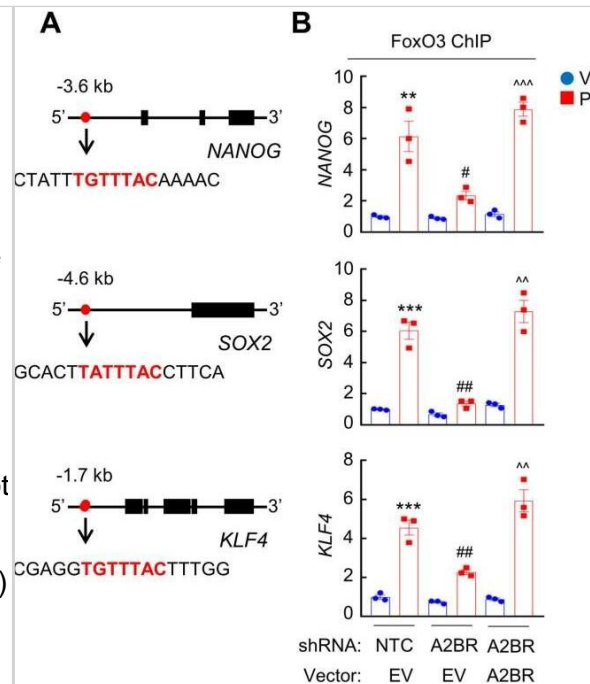 A
-3.6 kb
5' 3'
NANOG
CTATTTGTTTACAAAAC
-4.6 kb
5' 3'
SOX2
GCACTTATTTACCTTCA
-1.7 kb
5' 3'
KLF4
CGAGGTGTTTACTTTGG
B
FoxO3 ChIP
V
P
NANOG
10
8
6
4
2
0
**
#
^^^
SOX2
10
8
6
4
2
0
***
##
^^
KLF4
8
6
4
2
0
***
##
^^
shRNA: NTC A2BR A2BR
Vector: EV EV A2BR
ot
)